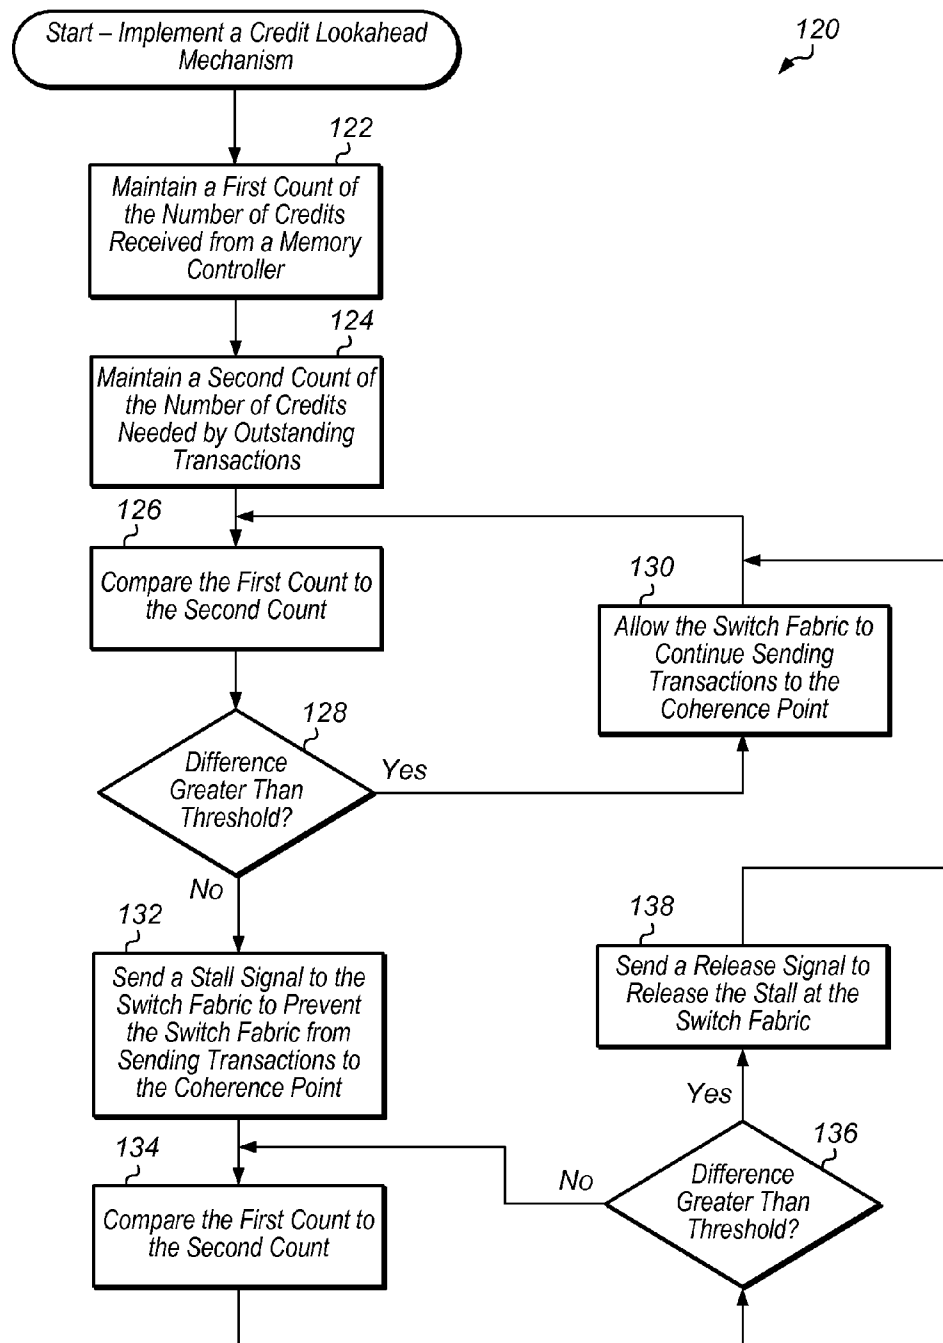 Start – Implement a Credit Lookahead
Mechanism
120
122
Maintain a First Count of
the Number of Credits
Received from a Memory
Controller
124
Maintain a Second Count of
the Number of Credits
Needed by Outstanding
Transactions
126
Compare the First Count to
the Second Count
130
Allow the Switch Fabric to
Continue Sending
Transactions to the
Coherence Point
128
Difference
Greater Than
Threshold?
Yes
No
132
Send a Stall Signal to the
Switch Fabric to Prevent
the Switch Fabric from
Sending Transactions to
the Coherence Point
138
Send a Release Signal to
Release the Stall at the
Switch Fabric
Yes
134
Compare the First Count to
the Second Count
No
136
Difference
Greater Than
Threshold?